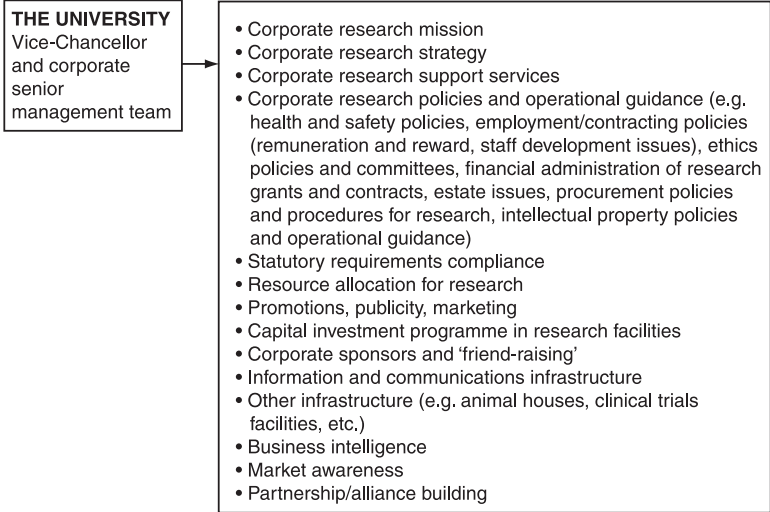 THE UNIVERSITY
Vice-Chancellor
and corporate
senior
management team
• Corporate research mission
• Corporate research strategy
• Corporate research support services
• Corporate research policies and operational guidance (e.g.
health and safety policies, employment/contracting policies
(remuneration and reward, staff development issues), ethics
policies and committees, financial administration of research
grants and contracts, estate issues, procurement policies
and procedures for research, intellectual property policies
and operational guidance)
• Statutory requirements compliance
• Resource allocation for research
• Promotions, publicity, marketing
• Capital investment programme in research facilities
• Corporate sponsors and ‘friend-raising’
• Information and communications infrastructure
• Other infrastructure (e.g. animal houses, clinical trials
facilities, etc.)
• Business intelligence
• Market awareness
• Partnership/alliance building